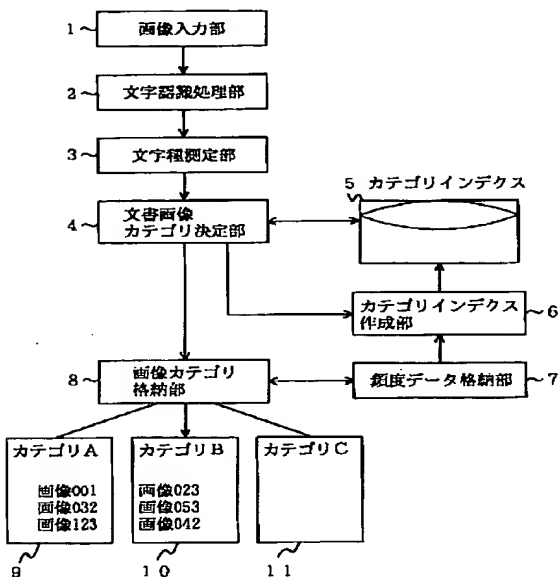 1 画像入力部
2 文字認識処理部
3 文字種測定部
4 文書画像
カテゴリ決定部
5 カテゴリインデクス
カテゴリインデクス
作成部 6
8 画像カテゴリ
格納部
頻度データ格納部 7
カテゴリA
画像001
画像032
画像123
カテゴリB
画像023
画像053
画像042
カテゴリC
9 10 11